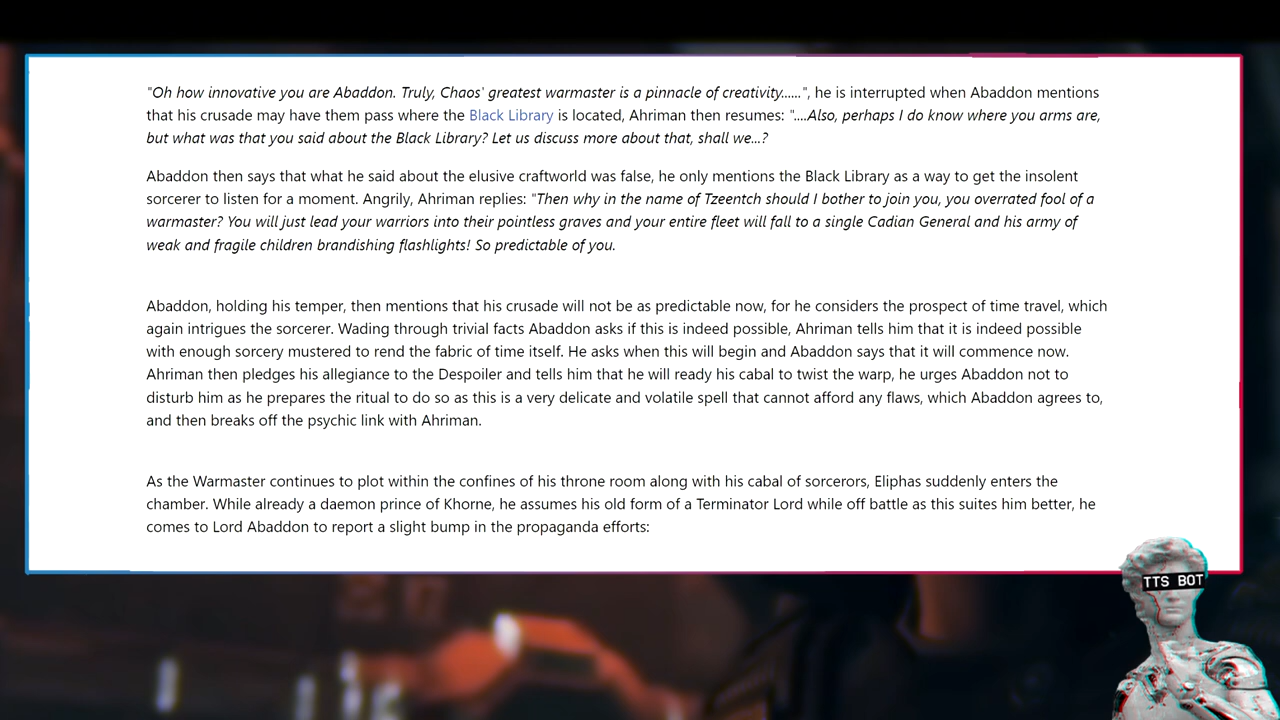 "Oh how innovative you are Abaddon. Truly, Chaos' greatest warmaster is a pinnacle of creativity......", he is interrupted when Abaddon mentions
that his crusade may have them pass where the Black Library is located, Ahriman then resumes: "....Also, perhaps I do know where you arms are,
but what was that you said about the Black Library? Let us discuss more about that, shall we...?
Abaddon then says that what he said about the elusive craftworld was false, he only mentions the Black Library as a way to get the insolent
sorcerer to listen for a moment. Angrily, Ahriman replies: "Then why in the name of Tzeentch should I bother to join you, you overrated fool of a
warmaster? You will just lead your warriors into their pointless graves and your entire fleet will fall to a single Cadian General and his army of
weak and fragile children brandishing flashlights! So predictable of you.
Abaddon, holding his temper, then mentions that his crusade will not be as predictable now, for he considers the prospect of time travel, which
again intrigues the sorcerer. Wading through trivial facts Abaddon asks if this is indeed possible, Ahriman tells him that it is indeed possible
with enough sorcery mustered to rend the fabric of time itself. He asks when this will begin and Abaddon says that it will commence now.
Ahriman then pledges his allegiance to the Despoiler and tells him that he will ready his cabal to twist the warp, he urges Abaddon not to
disturb him as he prepares the ritual to do so as this is a very delicate and volatile spell that cannot afford any flaws, which Abaddon agrees to,
and then breaks off the psychic link with Ahriman.
As the Warmaster continues to plot within the confines of his throne room along with his cabal of sorcerors, Eliphas suddenly enters the
chamber. While already a daemon prince of Khorne, he assumes his old form of a Terminator Lord while off battle as this suites him better, he
comes to Lord Abaddon to report a slight bump in the propaganda efforts:
TTS BOT